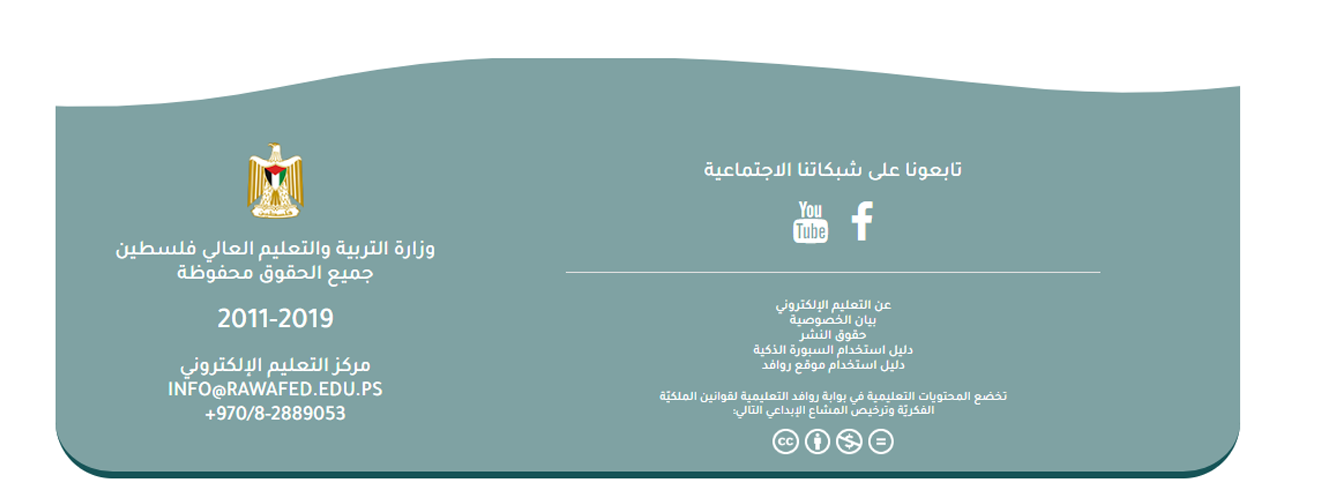 تابعونا على شبكاتنا الاجتماعية
You
Tube
f
عن التعليم الإلكتروني
بيان الخصوصية
حقوق النشر
دليل استخدام السبورة الذكية
دليل استخدام موقع روافد
تخضع المحتويات التعليمية في بوابة روافد التعليمية لقوانين الملكيّة
الفكريّة وترخيص المشاع الإبداعي التالي:
cc
فلسطين
وزارة التربية والتعليم العالي فلسطين
جميع الحقوق محفوظة
2011-2019
مركز التعليم الإلكتروني
INFO@RAWAFED.EDU.PS
+970/8-2889053